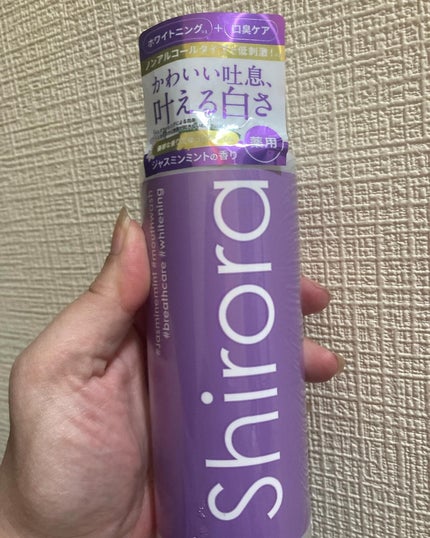 ホワイトニング + 口臭ケア
ノンアルコールタイプ 低刺激!
かわいい吐息、
叶える白さ
薬用
ジャスミンミントの香り
Shirora
#jasminemint #mouthwash
#breathcare #whitening